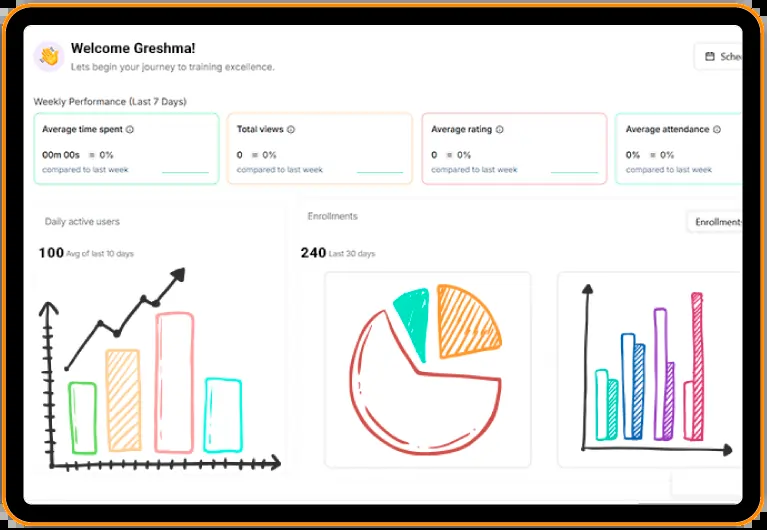 Welcome Greshma!
Lets begin your journey to training excellence.
Weekly Performance (Last 7 Days)
Average time spent
00m 00s = 0%
compared to last week
Total views
0 = 0%
compared to last week
Average rating
0 = 0%
compared to last week
Average attendance
0% = 0%
compared to last week
Daily active users
100 Avg of last 10 days
Enrollments
240 Last 30 days
Enrollments